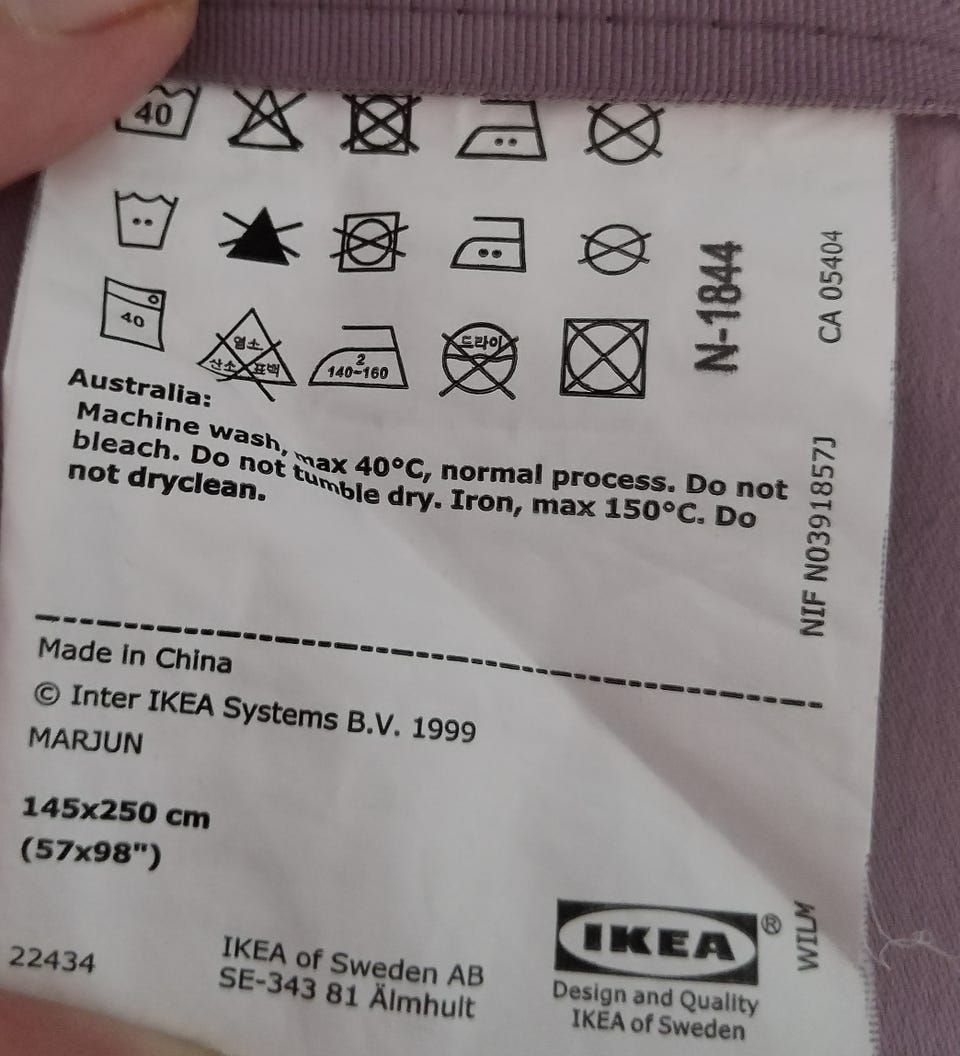 40
40
염소
산소 표백
2
140~160
드라이
Australia:
Machine wash, max 40°C, normal process. Do not
bleach. Do not tumble dry. Iron, max 150°C. Do
not dryclean.
N-1844
CA 05404
NIF N0391857J
Made in China
© Inter IKEA Systems B.V. 1999
MARJUN
145x250 cm
(57x98")
22434
IKEA of Sweden AB
SE-343 81 Älmhult
IKEA®
Design and Quality
IKEA of Sweden
WILM